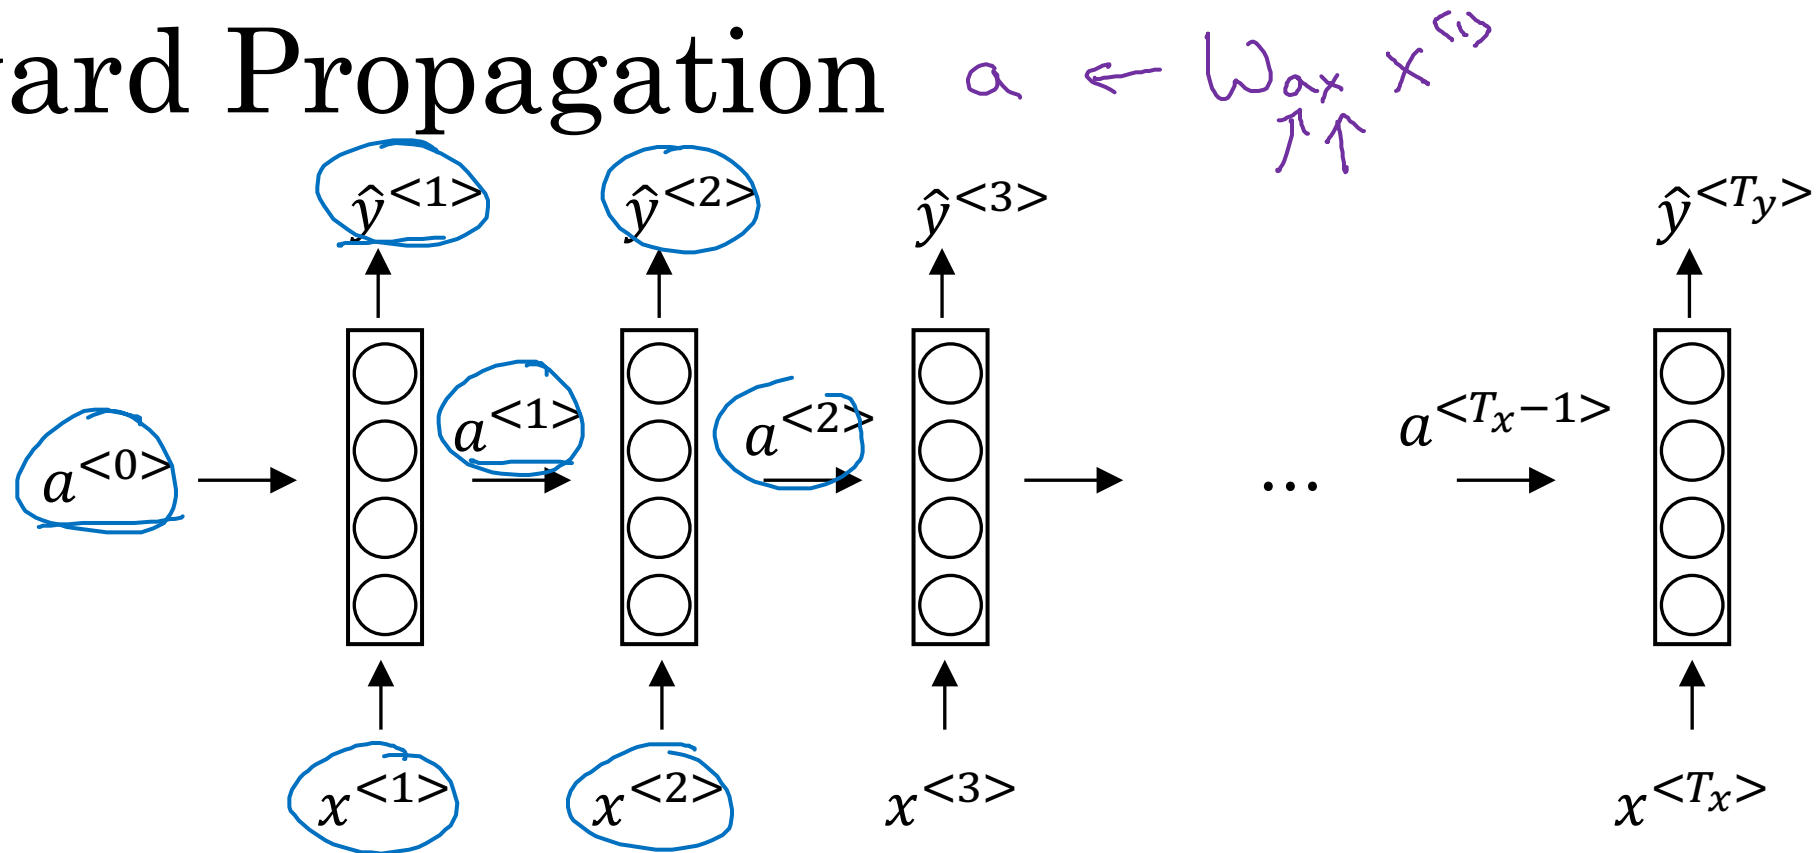 ard Propagation a ← Wax x<1>
ŷ<1> ŷ<2> ŷ<3> ŷ<Ty>
a<0> a<1> a<2> ... a<Tx−1>
x<1> x<2> x<3> x<Tx>